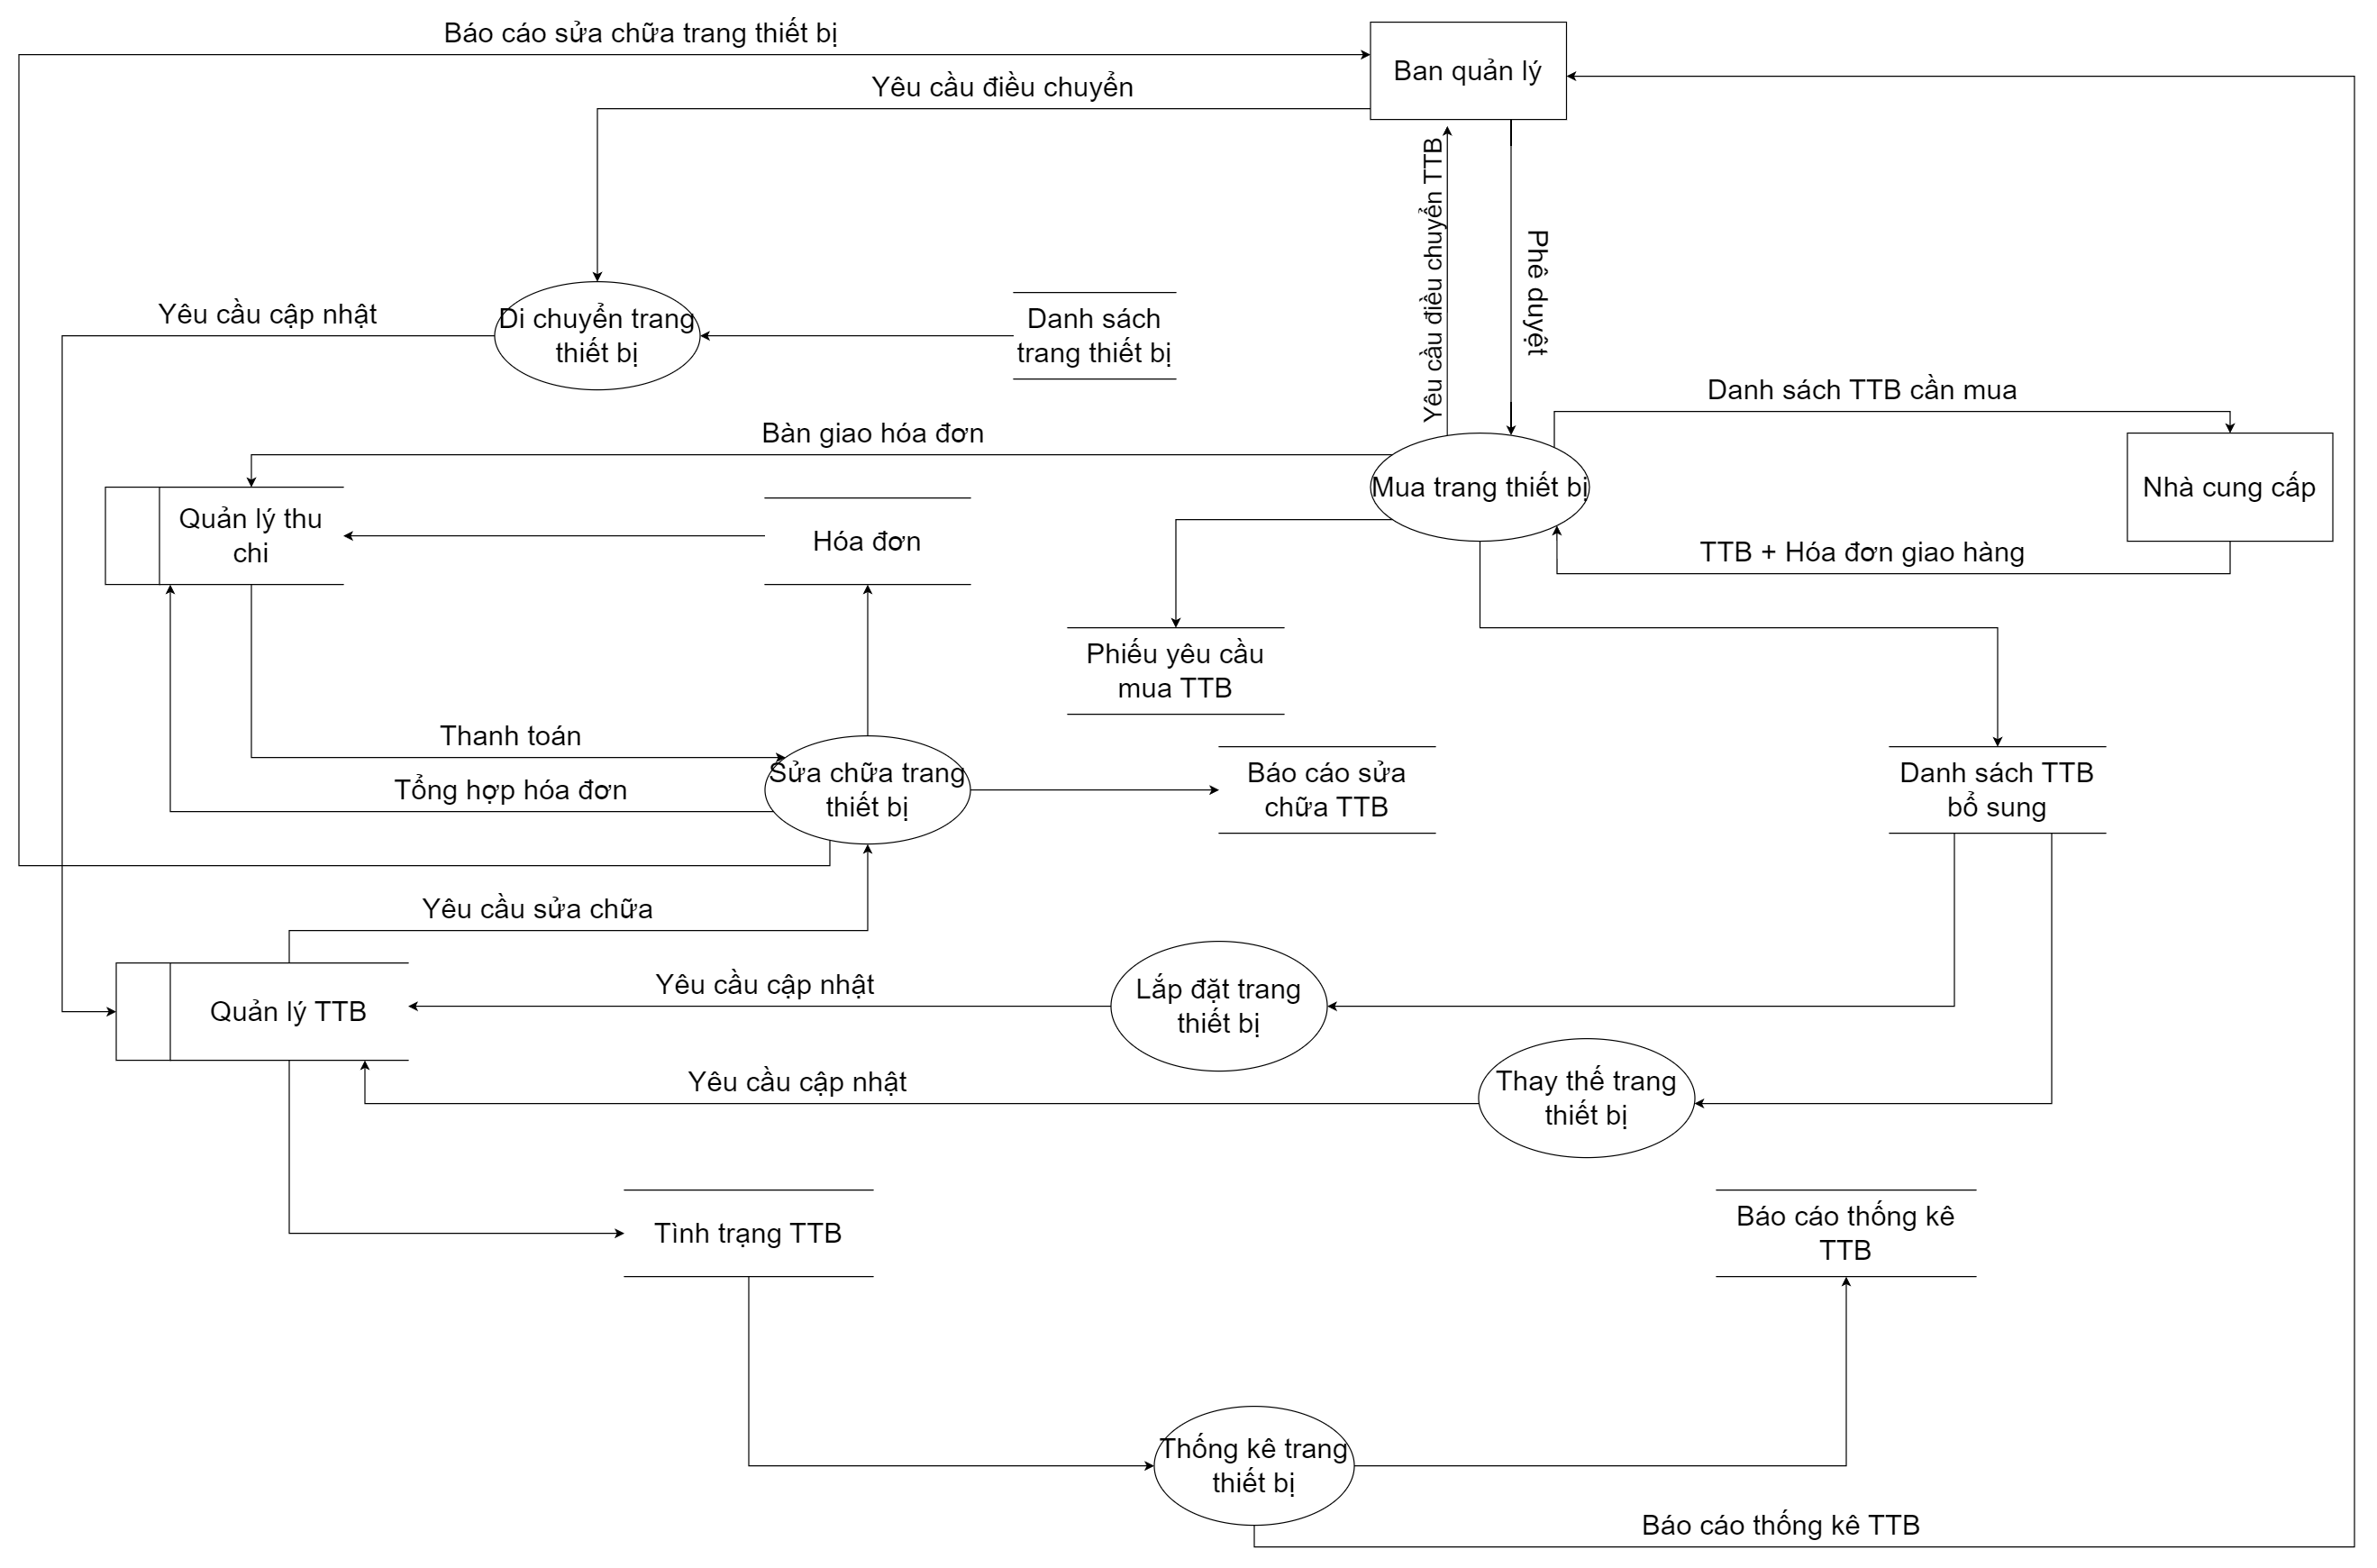 Báo cáo sửa chữa trang thiết bị
Ban quản lý
Yêu cầu điều chuyển
Yêu cầu điều chuyển TTB
Phê duyệt
Yêu cầu cập nhật
Di chuyển trang
thiết bị
Danh sách
trang thiết bị
Danh sách TTB cần mua
Bàn giao hóa đơn
Mua trang thiết bị
Nhà cung cấp
Quản lý thu
chi
Hóa đơn
TTB + Hóa đơn giao hàng
Phiếu yêu cầu
mua TTB
Thanh toán
Tổng hợp hóa đơn
Sửa chữa trang
thiết bị
Báo cáo sửa
chữa TTB
Danh sách TTB
bổ sung
Yêu cầu sửa chữa
Quản lý TTB
Yêu cầu cập nhật
Lắp đặt trang
thiết bị
Yêu cầu cập nhật
Thay thế trang
thiết bị
Tình trạng TTB
Báo cáo thống kê
TTB
Thống kê trang
thiết bị
Báo cáo thống kê TTB